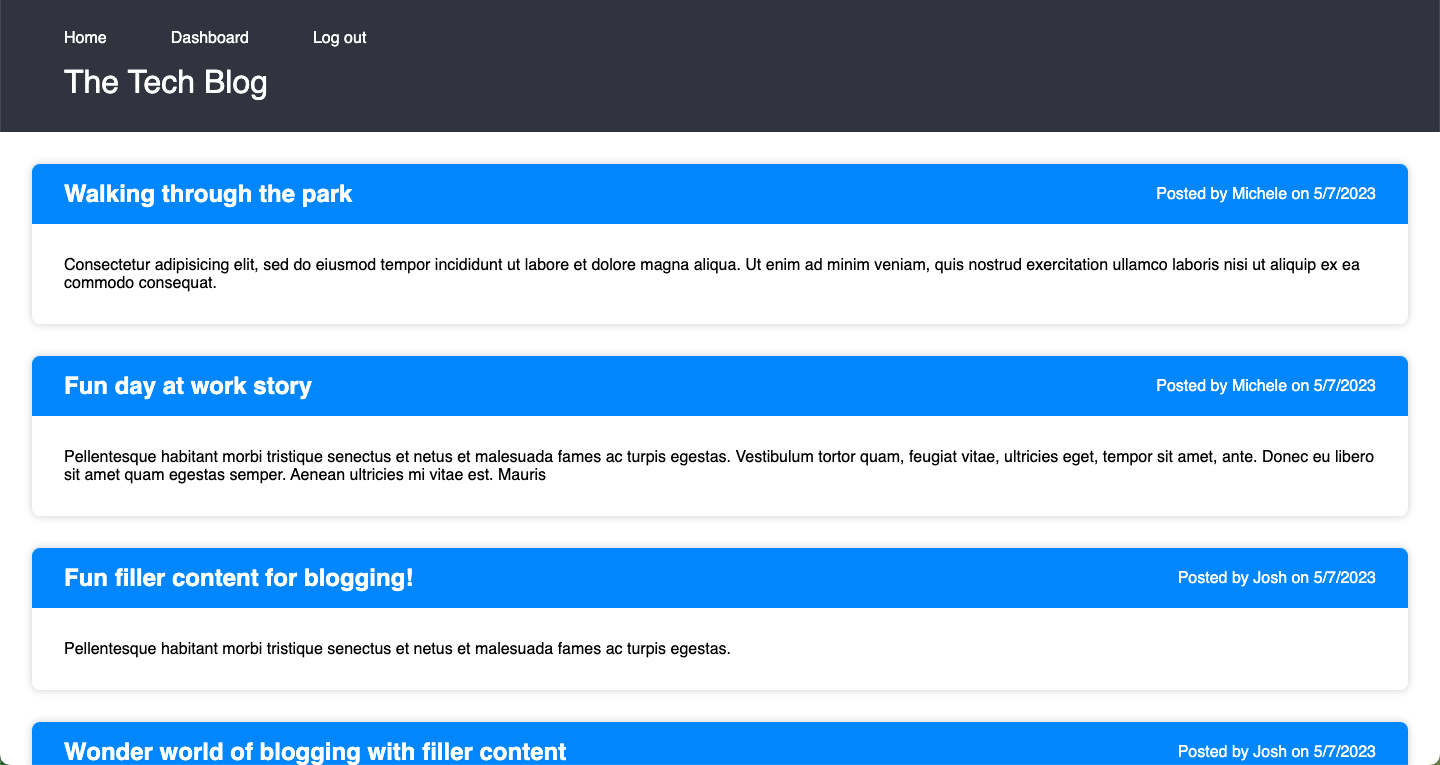 Home Dashboard Log out
The Tech Blog
Walking through the park Posted by Michele on 5/7/2023
Consectetur adipisicing elit, sed do eiusmod tempor incididunt ut labore et dolore magna aliqua. Ut enim ad minim veniam, quis nostrud exercitation ullamco laboris nisi ut aliquip ex ea
commodo consequat.
Fun day at work story Posted by Michele on 5/7/2023
Pellentesque habitant morbi tristique senectus et netus et malesuada fames ac turpis egestas. Vestibulum tortor quam, feugiat vitae, ultricies eget, tempor sit amet, ante. Donec eu libero
sit amet quam egestas semper. Aenean ultricies mi vitae est. Mauris
Fun filler content for blogging! Posted by Josh on 5/7/2023
Pellentesque habitant morbi tristique senectus et netus et malesuada fames ac turpis egestas.
Wonder world of blogging with filler content Posted by Josh on 5/7/2023